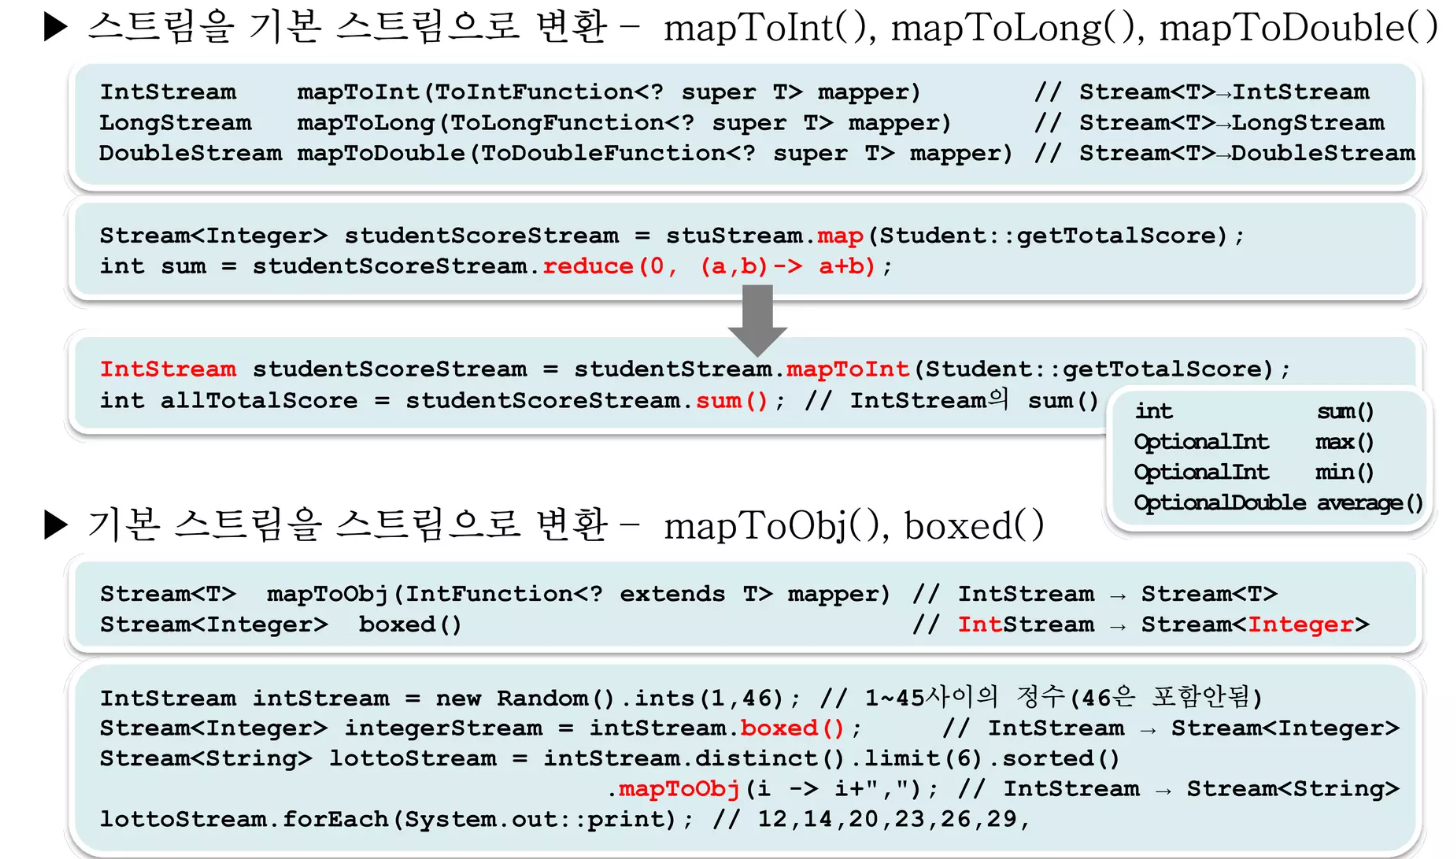 ▶ 스트림을 기본 스트림으로 변환 – mapToInt(), mapToLong(), mapToDouble()
IntStream    mapToInt(ToIntFunction<? super T> mapper)       // Stream<T>→IntStream
LongStream   mapToLong(ToLongFunction<? super T> mapper)     // Stream<T>→LongStream
DoubleStream mapToDouble(ToDoubleFunction<? super T> mapper) // Stream<T>→DoubleStream
Stream<Integer> studentScoreStream = stuStream.map(Student::getTotalScore);
int sum = studentScoreStream.reduce(0, (a,b)-> a+b);
IntStream studentScoreStream = studentStream.mapToInt(Student::getTotalScore);
int allTotalScore = studentScoreStream.sum(); // IntStream의 sum()
int            sum()
OptionalInt    max()
OptionalInt    min()
OptionalDouble average()
▶ 기본 스트림을 스트림으로 변환 – mapToObj(), boxed()
Stream<T>  mapToObj(IntFunction<? extends T> mapper) // IntStream → Stream<T>
Stream<Integer>  boxed()                             // IntStream → Stream<Integer>
IntStream intStream = new Random().ints(1,46); // 1~45사이의 정수(46은 포함안됨)
Stream<Integer> integerStream = intStream.boxed();     // IntStream → Stream<Integer>
Stream<String> lottoStream = intStream.distinct().limit(6).sorted()
.mapToObj(i -> i+","); // IntStream → Stream<String>
lottoStream.forEach(System.out::print); // 12,14,20,23,26,29,